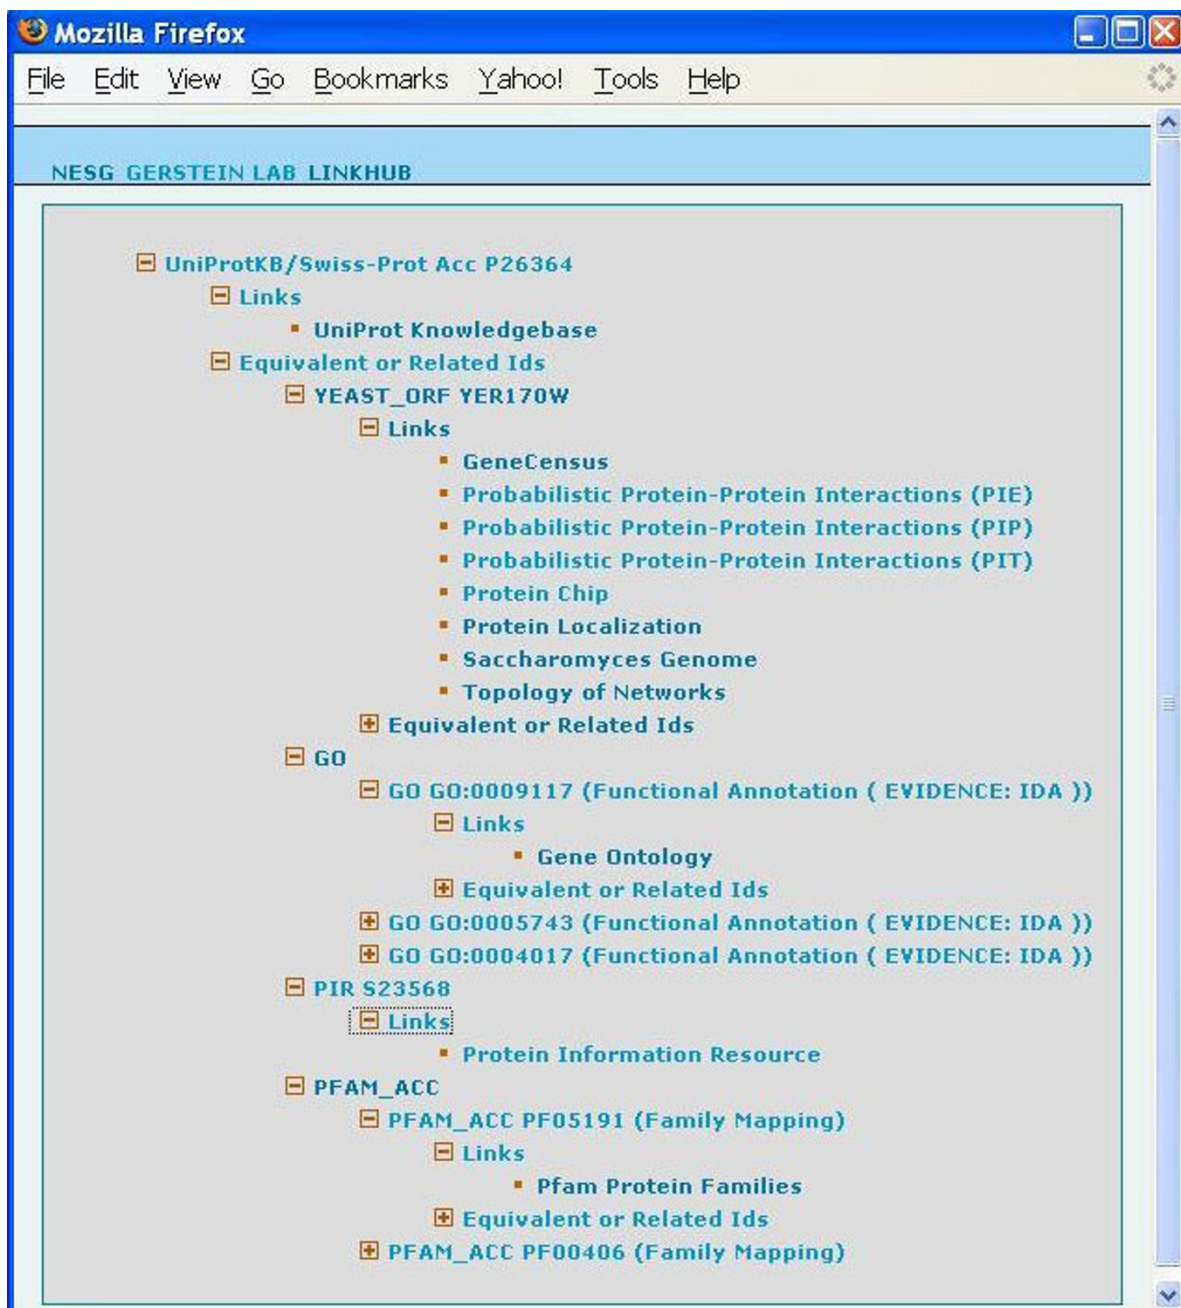 Mozilla Firefox
File Edit View Go Bookmarks Yahoo! Tools Help
NESG GERSTEIN LAB LINKHUB
UniProtKB/Swiss-Prot Acc P26364
Links
UniProt Knowledgebase
Equivalent or Related Ids
YEAST_ORF YER170W
Links
GeneCensus
Probabilistic Protein-Protein Interactions (PIE)
Probabilistic Protein-Protein Interactions (PIP)
Probabilistic Protein-Protein Interactions (PIT)
Protein Chip
Protein Localization
Saccharomyces Genome
Topology of Networks
Equivalent or Related Ids
GO
GO GO:0009117 (Functional Annotation ( EVIDENCE: IDA ))
Links
Gene Ontology
Equivalent or Related Ids
GO GO:0005743 (Functional Annotation ( EVIDENCE: IDA ))
GO GO:0004017 (Functional Annotation ( EVIDENCE: IDA ))
PIR S23568
Links
Protein Information Resource
PFAM_ACC
PFAM_ACC PF05191 (Family Mapping)
Links
Pfam Protein Families
Equivalent or Related Ids
PFAM_ACC PF00406 (Family Mapping)